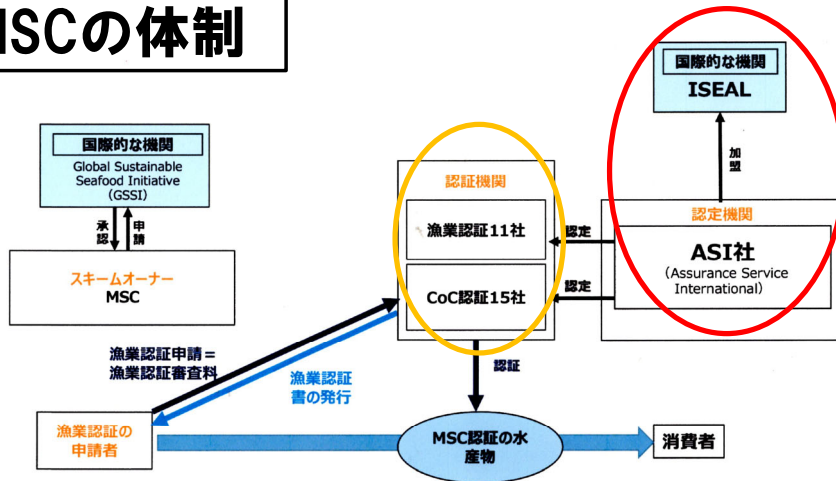 MSCの体制
国際的な機関
ISEAL
国際的な機関
Global Sustainable
Seafood Initiative
(GSSI)
加
盟
認証機関
認定機関
承
認
申
請
漁業認証11社
認定
ASI社
(Assurance Service
International)
スキームオーナー
MSC
CoC認証15社
認定
漁業認証申請=
漁業認証審査料
認証
漁業認証
書の発行
漁業認証の
申請者
MSC認証の水
産物
消費者